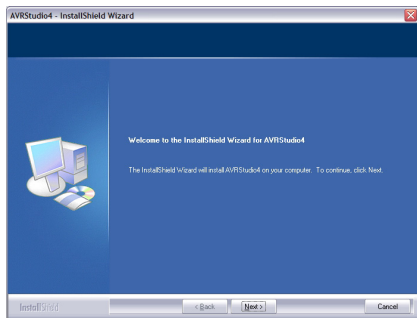 AVRStudio4 - InstallShield Wizard
Welcome to the InstallShield Wizard for AVRStudio4
The InstallShield Wizard will install AVRStudio4 on your computer. To continue, click Next.
InstallShield
< Back
Next >
Cancel